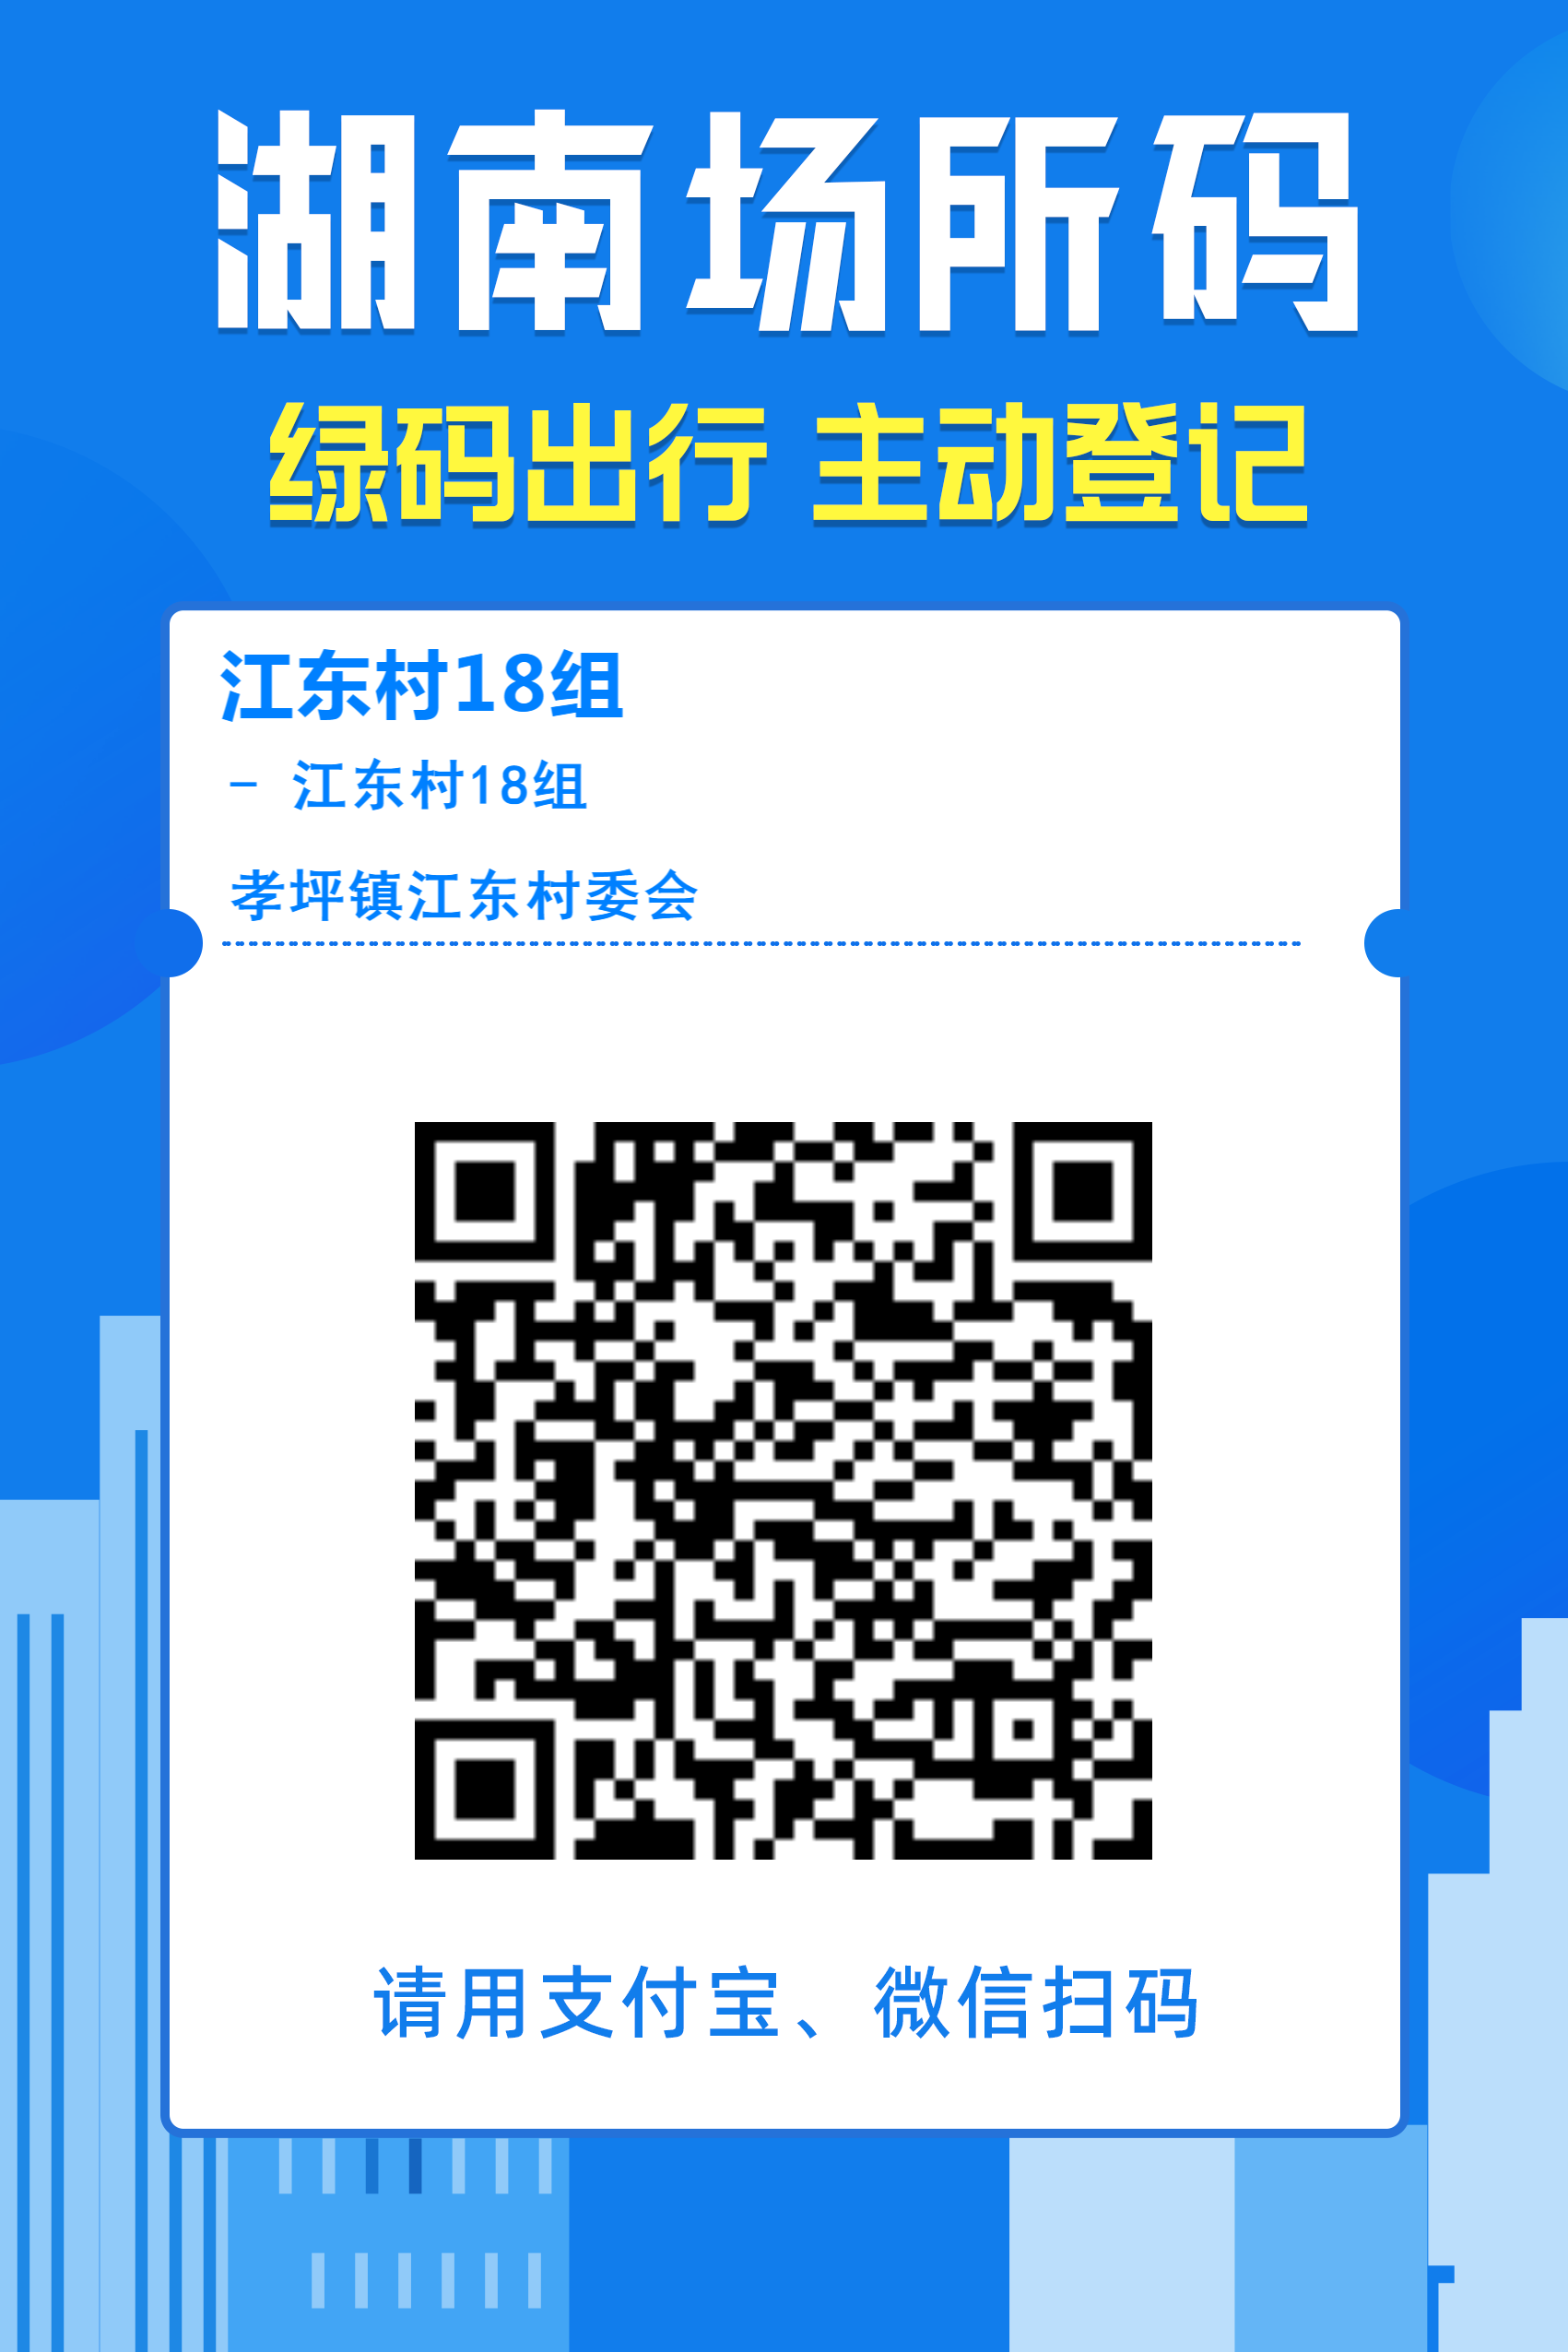 湖南场所码
绿码出行 主动登记
江东村18组
- 江东村18组
孝坪镇江东村委会
请用支付宝、微信扫码